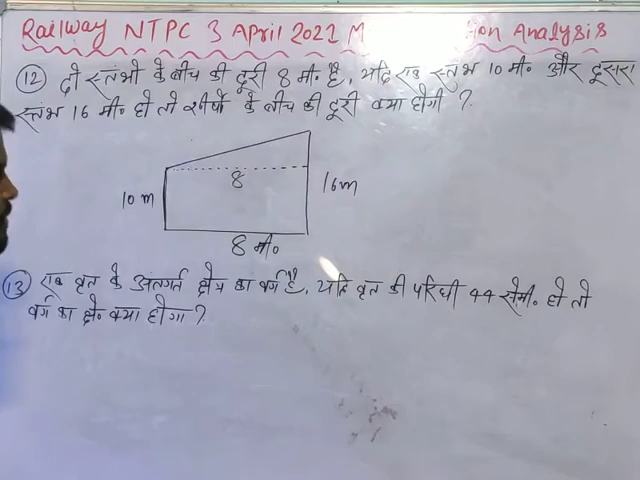 Railway NTPC 3 April 2021 M ion Analysis
(12) दो स्तंभो के बीच की दूरी 8 मी० है, यदि एक स्तंभ 10 मी० और दूसरा
स्तंभ 16 मी० हो तो शीर्षो के बीच की दूरी क्या होगी ?
8
10 m
16m
8 मी०
(13) एक वृत के अंतर्गत क्षेत्र का वर्ग है, यदि वृत की परिधी 44 सेमी. हो तो
वर्ग का क्षे० क्या होगा ?